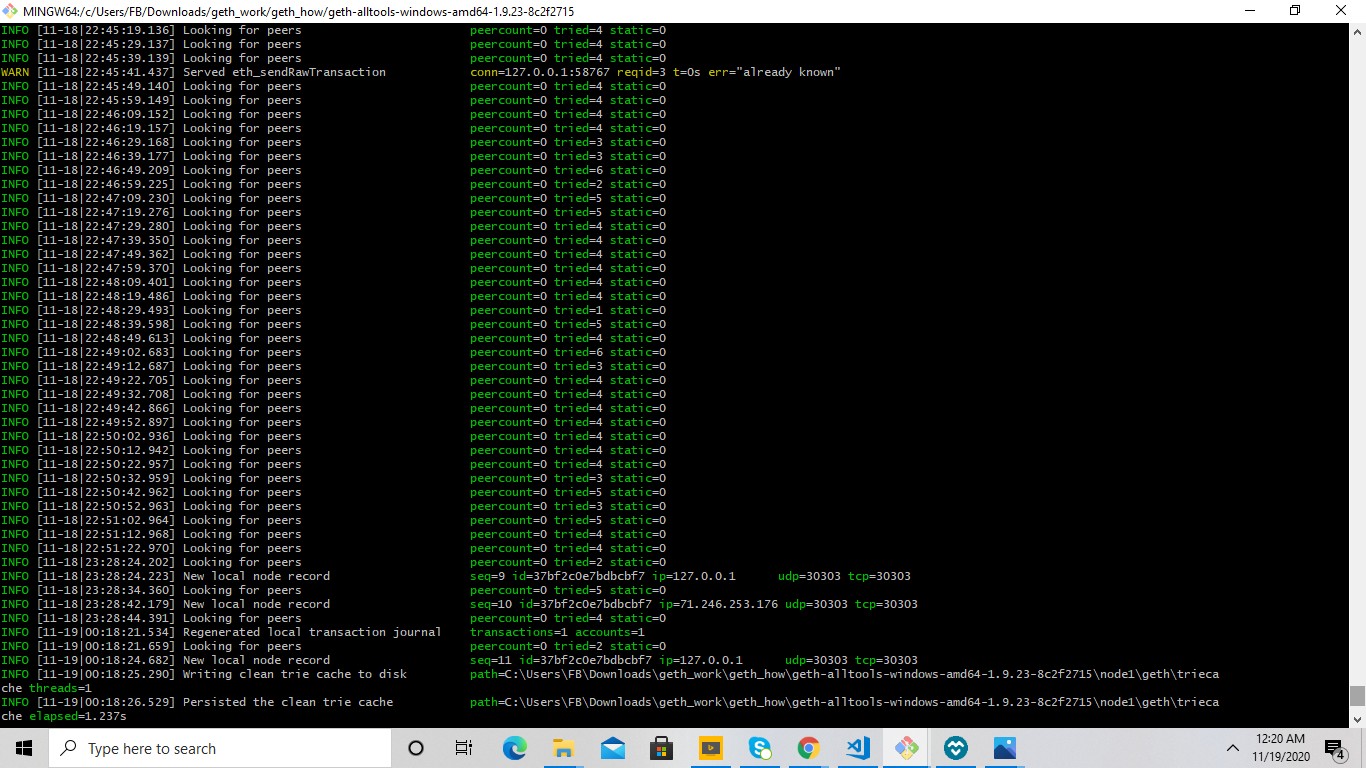 MINGW64:/c/Users/FB/Downloads/geth_work/geth_how/geth-alltools-windows-amd64-1.9.23-8c2f2715
INFO [11-18|22:45:19.136] Looking for peers peercount=0 tried=4 static=0
INFO [11-18|22:45:29.137] Looking for peers peercount=0 tried=4 static=0
INFO [11-18|22:45:39.139] Looking for peers peercount=0 tried=4 static=0
WARN [11-18|22:45:41.437] Served eth_sendRawTransaction conn=127.0.0.1:58767 reqid=3 t=0s err="already known"
INFO [11-18|22:45:49.140] Looking for peers peercount=0 tried=4 static=0
INFO [11-18|22:45:59.149] Looking for peers peercount=0 tried=4 static=0
INFO [11-18|22:46:09.152] Looking for peers peercount=0 tried=4 static=0
INFO [11-18|22:46:19.157] Looking for peers peercount=0 tried=4 static=0
INFO [11-18|22:46:29.168] Looking for peers peercount=0 tried=3 static=0
INFO [11-18|22:46:39.177] Looking for peers peercount=0 tried=3 static=0
INFO [11-18|22:46:49.209] Looking for peers peercount=0 tried=6 static=0
INFO [11-18|22:46:59.225] Looking for peers peercount=0 tried=2 static=0
INFO [11-18|22:47:09.230] Looking for peers peercount=0 tried=5 static=0
INFO [11-18|22:47:19.276] Looking for peers peercount=0 tried=5 static=0
INFO [11-18|22:47:29.280] Looking for peers peercount=0 tried=4 static=0
INFO [11-18|22:47:39.350] Looking for peers peercount=0 tried=4 static=0
INFO [11-18|22:47:49.362] Looking for peers peercount=0 tried=4 static=0
INFO [11-18|22:47:59.370] Looking for peers peercount=0 tried=4 static=0
INFO [11-18|22:48:09.401] Looking for peers peercount=0 tried=4 static=0
INFO [11-18|22:48:19.486] Looking for peers peercount=0 tried=4 static=0
INFO [11-18|22:48:29.493] Looking for peers peercount=0 tried=1 static=0
INFO [11-18|22:48:39.598] Looking for peers peercount=0 tried=5 static=0
INFO [11-18|22:48:49.613] Looking for peers peercount=0 tried=4 static=0
INFO [11-18|22:49:02.683] Looking for peers peercount=0 tried=6 static=0
INFO [11-18|22:49:12.687] Looking for peers peercount=0 tried=3 static=0
INFO [11-18|22:49:22.705] Looking for peers peercount=0 tried=4 static=0
INFO [11-18|22:49:32.708] Looking for peers peercount=0 tried=4 static=0
INFO [11-18|22:49:42.866] Looking for peers peercount=0 tried=4 static=0
INFO [11-18|22:49:52.897] Looking for peers peercount=0 tried=4 static=0
INFO [11-18|22:50:02.936] Looking for peers peercount=0 tried=4 static=0
INFO [11-18|22:50:12.942] Looking for peers peercount=0 tried=4 static=0
INFO [11-18|22:50:22.957] Looking for peers peercount=0 tried=4 static=0
INFO [11-18|22:50:32.959] Looking for peers peercount=0 tried=3 static=0
INFO [11-18|22:50:42.962] Looking for peers peercount=0 tried=5 static=0
INFO [11-18|22:50:52.963] Looking for peers peercount=0 tried=3 static=0
INFO [11-18|22:51:02.964] Looking for peers peercount=0 tried=5 static=0
INFO [11-18|22:51:12.968] Looking for peers peercount=0 tried=4 static=0
INFO [11-18|22:51:22.970] Looking for peers peercount=0 tried=4 static=0
INFO [11-18|23:28:24.202] Looking for peers peercount=0 tried=2 static=0
INFO [11-18|23:28:24.223] New local node record seq=9 id=37bf2c0e7bdbcbf7 ip=127.0.0.1 udp=30303 tcp=30303
INFO [11-18|23:28:34.360] Looking for peers peercount=0 tried=5 static=0
INFO [11-18|23:28:42.179] New local node record seq=10 id=37bf2c0e7bdbcbf7 ip=71.246.253.176 udp=30303 tcp=30303
INFO [11-18|23:28:44.391] Looking for peers peercount=0 tried=4 static=0
INFO [11-19|00:18:21.534] Regenerated local transaction journal transactions=1 accounts=1
INFO [11-19|00:18:21.659] Looking for peers peercount=0 tried=2 static=0
INFO [11-19|00:18:24.682] New local node record seq=11 id=37bf2c0e7bdbcbf7 ip=127.0.0.1 udp=30303 tcp=30303
INFO [11-19|00:18:25.290] Writing clean trie cache to disk path=C:\Users\FB\Downloads\geth_work\geth_how\geth-alltools-windows-amd64-1.9.23-8c2f2715\node1\geth\trieca
che threads=1
INFO [11-19|00:18:26.529] Persisted the clean trie cache path=C:\Users\FB\Downloads\geth_work\geth_how\geth-alltools-windows-amd64-1.9.23-8c2f2715\node1\geth\trieca
che elapsed=1.237s
Type here to search
12:20 AM
11/19/2020
4